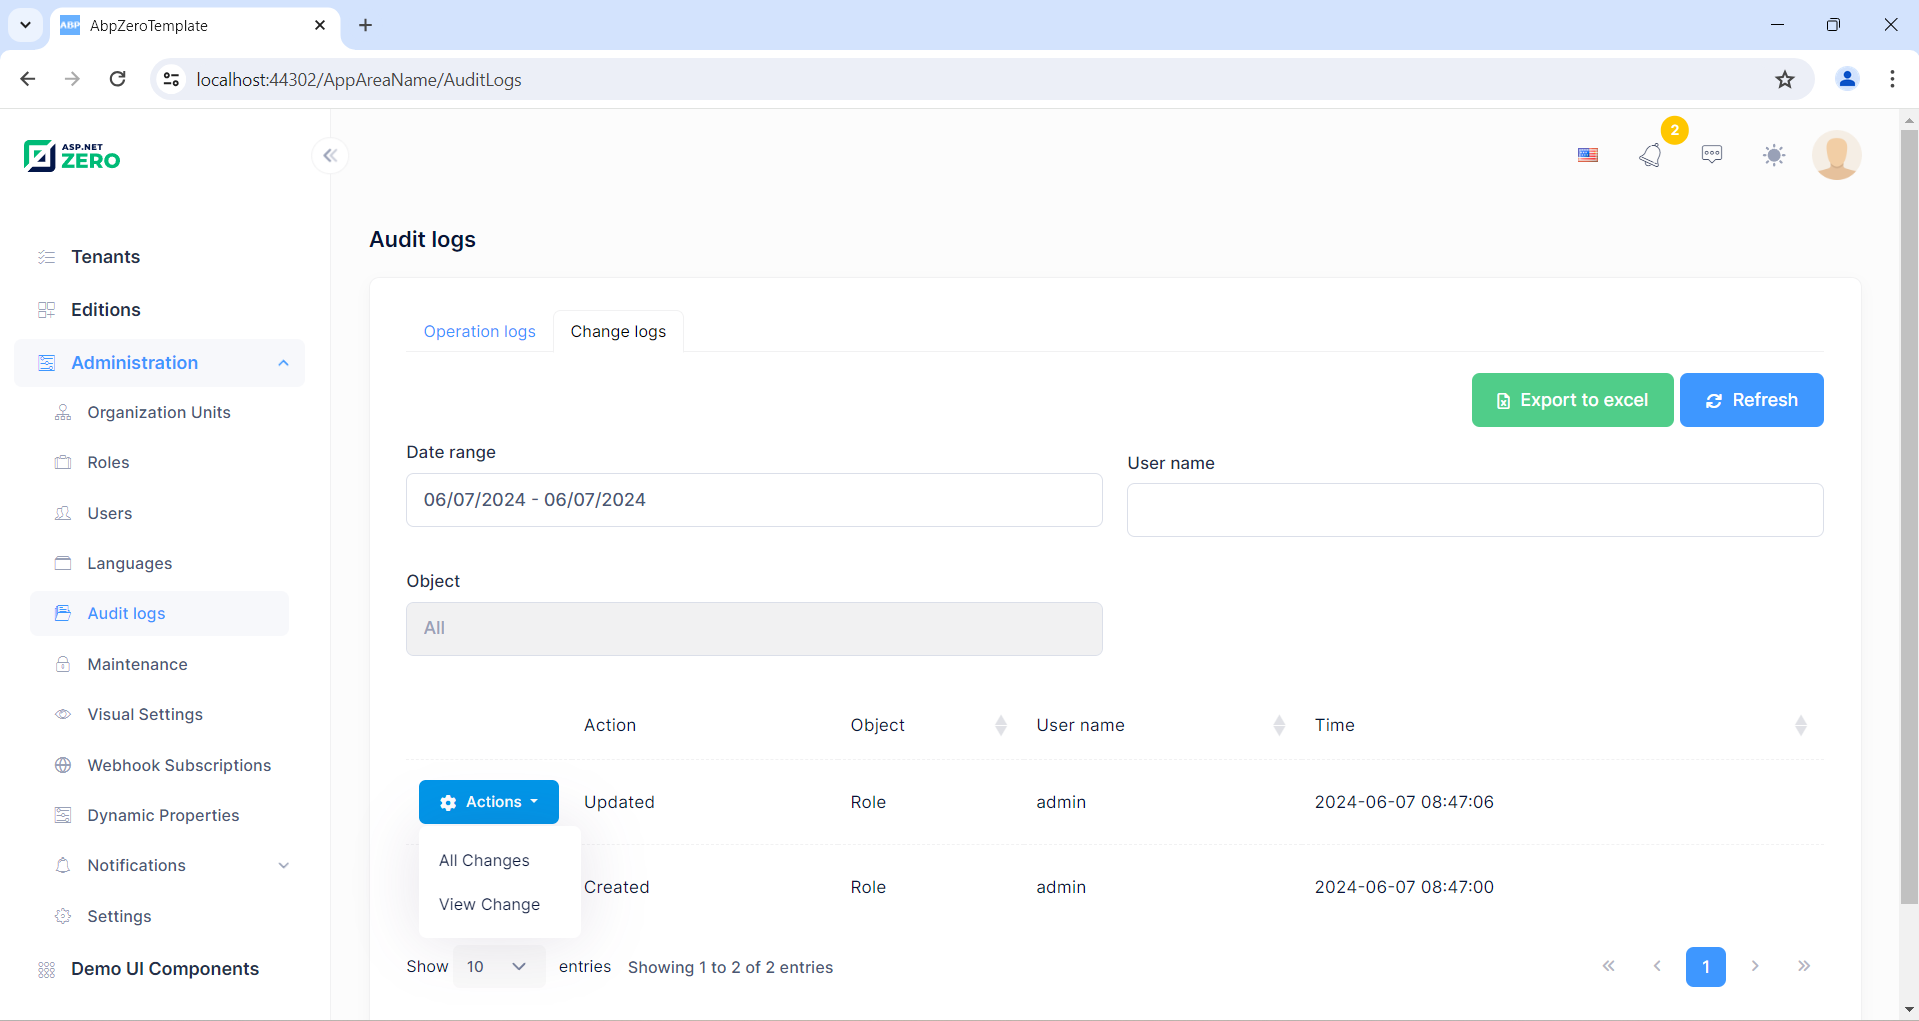 ABP AbpZeroTemplate
localhost:44302/AppAreaName/AuditLogs
ASP.NET
ZERO
2
Tenants
Editions
Administration
Organization Units
Roles
Users
Languages
Audit logs
Maintenance
Visual Settings
Webhook Subscriptions
Dynamic Properties
Notifications
Settings
Demo UI Components
Audit logs
Operation logs Change logs
Export to excel Refresh
Date range
06/07/2024 - 06/07/2024
User name
Object
All
Action Object User name Time
Actions Updated Role admin 2024-06-07 08:47:06
All Changes
View Change
Created Role admin 2024-06-07 08:47:00
Show 10 entries Showing 1 to 2 of 2 entries
1